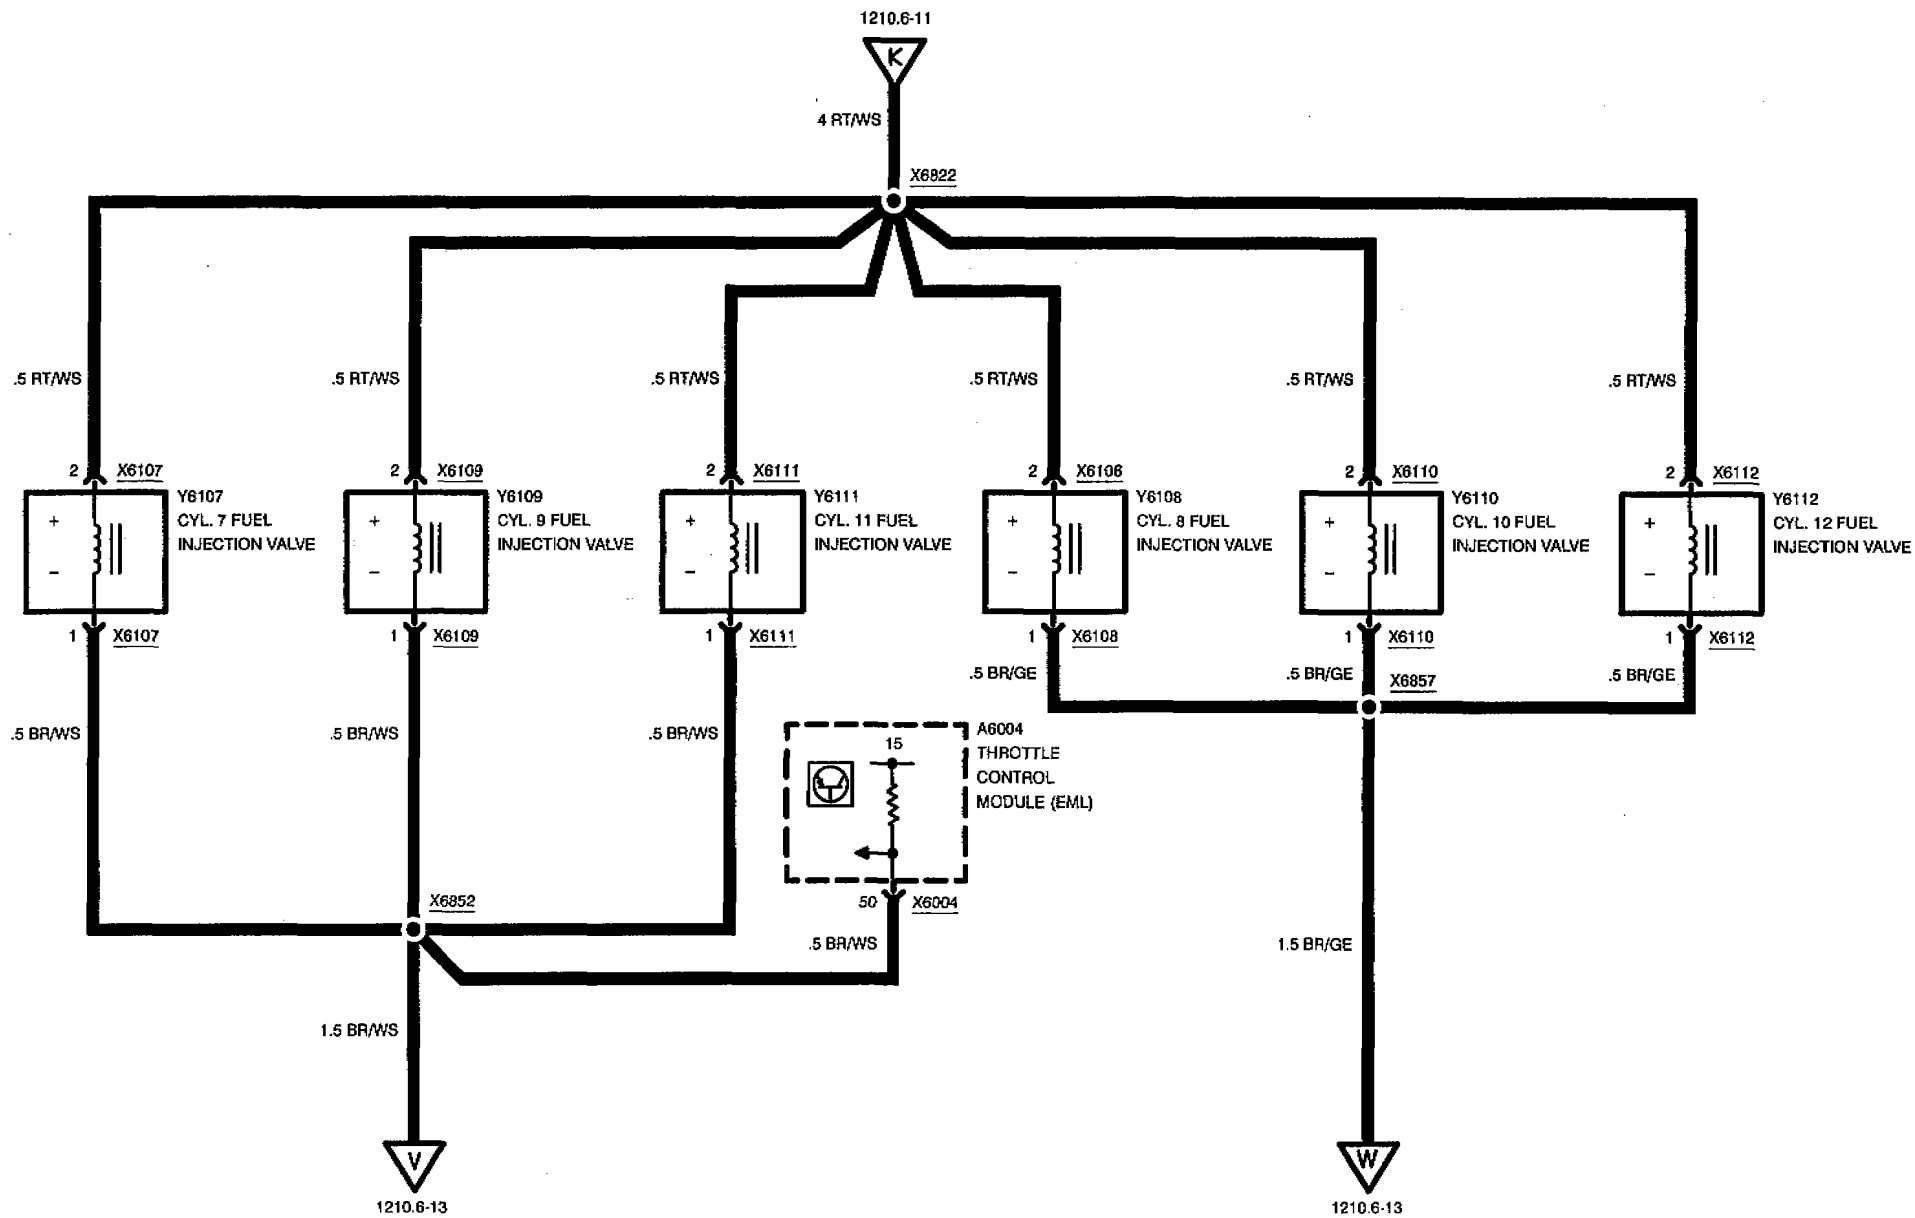 1210.6-11
K
4 RT/WS
X6822
.5 RT/WS
.5 RT/WS
.5 RT/WS
.5 RT/WS
.5 RT/WS
.5 RT/WS
2 X6107
2 X6109
2 X6111
2 X6106
2 X6110
2 X6112
Y6107
CYL. 7 FUEL
INJECTION VALVE
+
−
Y6109
CYL. 9 FUEL
INJECTION VALVE
+
−
Y6111
CYL. 11 FUEL
INJECTION VALVE
+
−
Y6108
CYL. 8 FUEL
INJECTION VALVE
+
−
Y6110
CYL. 10 FUEL
INJECTION VALVE
+
−
Y6112
CYL. 12 FUEL
INJECTION VALVE
+
−
1 X6107
1 X6109
1 X6111
1 X6108
1 X6110
1 X6112
.5 BR/GE
.5 BR/GE
X6857
.5 BR/GE
.5 BR/WS
.5 BR/WS
.5 BR/WS
15
A6004
THROTTLE
CONTROL
MODULE (EML)
50 X6004
X6852
.5 BR/WS
1.5 BR/GE
1.5 BR/WS
V
1210.6-13
W
1210.6-13